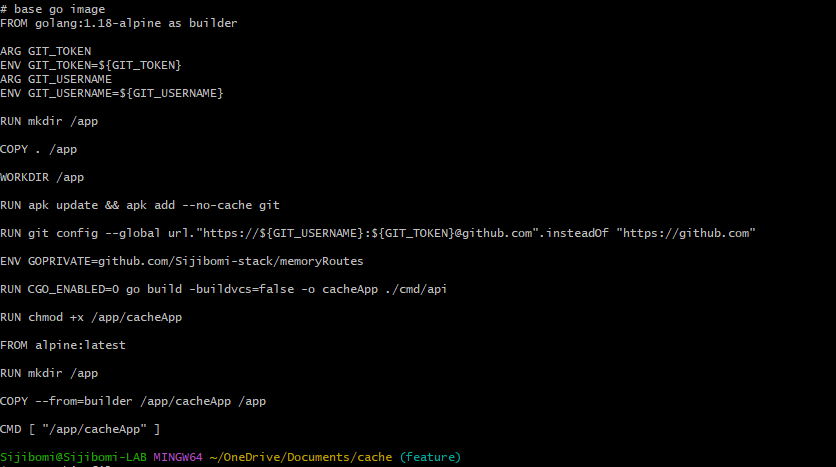 # base go image
FROM golang:1.18-alpine as builder
ARG GIT_TOKEN
ENV GIT_TOKEN=${GIT_TOKEN}
ARG GIT_USERNAME
ENV GIT_USERNAME=${GIT_USERNAME}
RUN mkdir /app
COPY . /app
WORKDIR /app
RUN apk update && apk add --no-cache git
RUN git config --global url."https://${GIT_USERNAME}:${GIT_TOKEN}@github.com".insteadOf "https://github.com"
ENV GOPRIVATE=github.com/Sijibomi-stack/memoryRoutes
RUN CGO_ENABLED=0 go build -buildvcs=false -o cacheApp ./cmd/api
RUN chmod +x /app/cacheApp
FROM alpine:latest
RUN mkdir /app
COPY --from=builder /app/cacheApp /app
CMD [ "/app/cacheApp" ]
Sijibomi@Sijibomi-LAB MINGW64 ~/OneDrive/Documents/cache (feature)